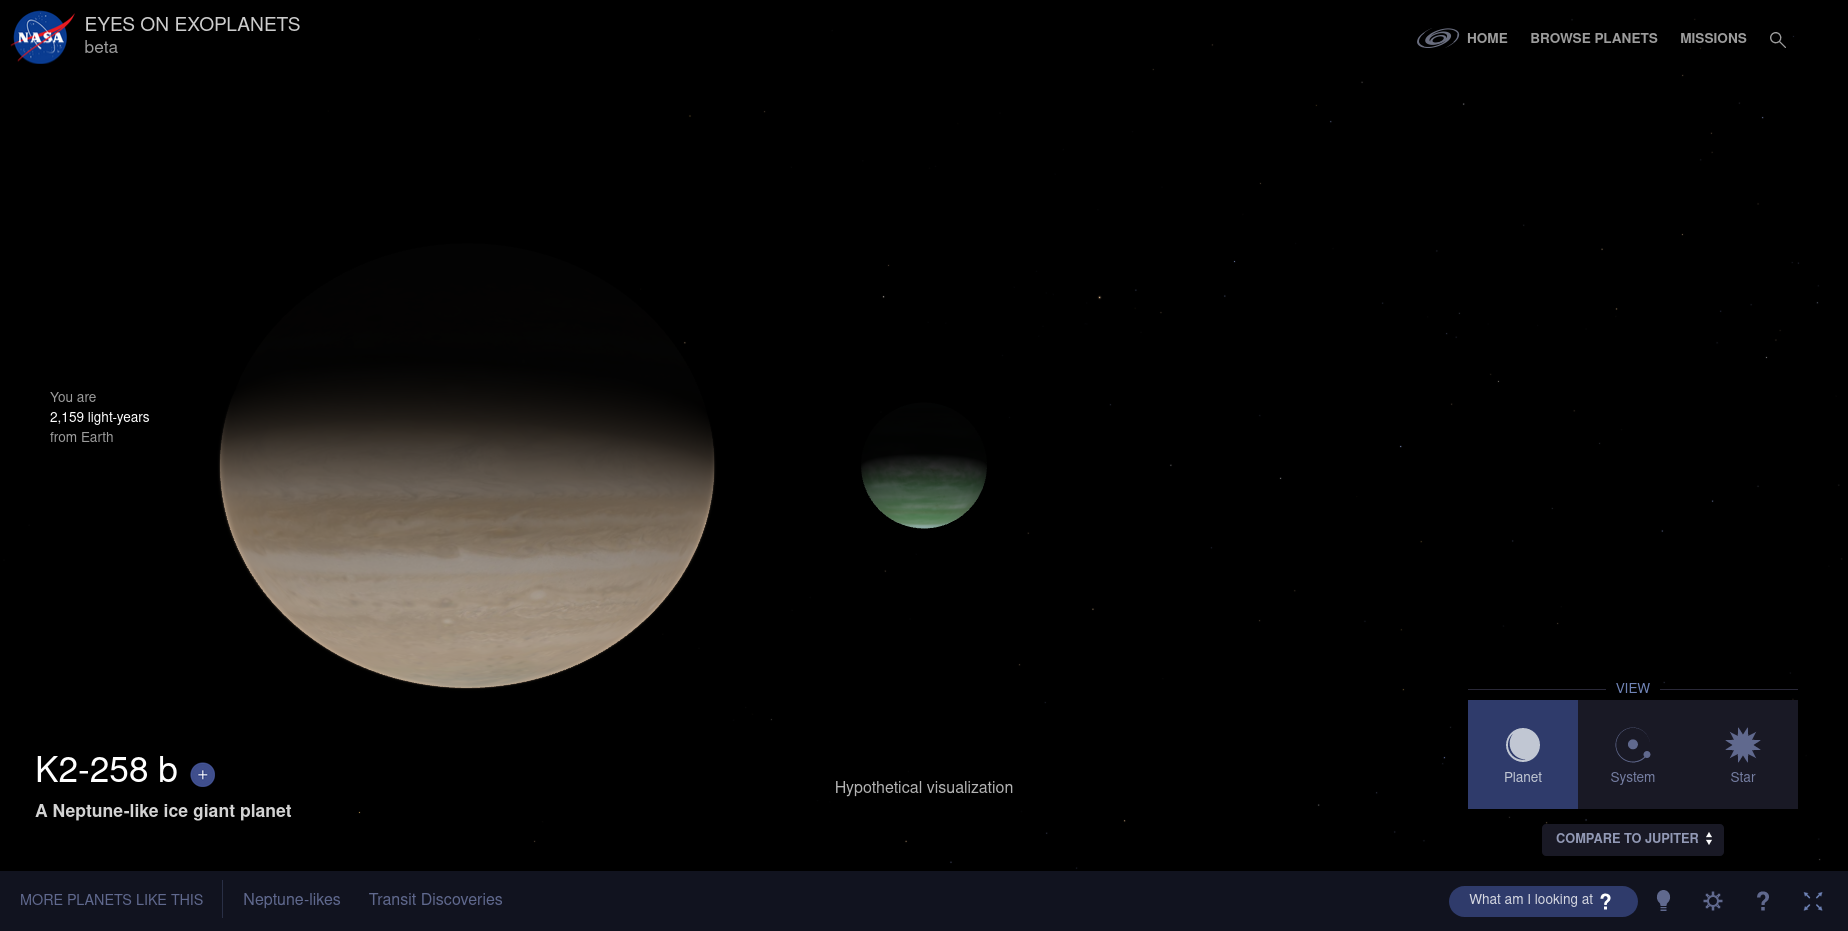 NASA
EYES ON EXOPLANETS
beta
HOME
BROWSE PLANETS
MISSIONS
You are
2,159 light-years
from Earth
K2-258 b +
A Neptune-like ice giant planet
Hypothetical visualization
VIEW
Planet
System
Star
COMPARE TO JUPITER
MORE PLANETS LIKE THIS
Neptune-likes
Transit Discoveries
What am I looking at ?
?